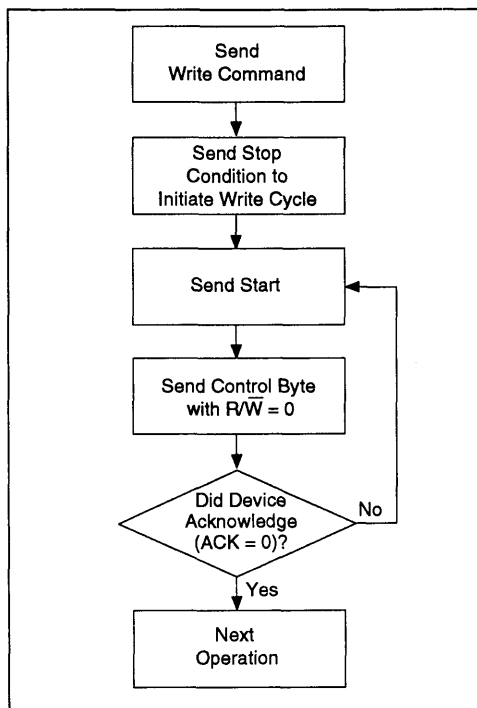 Send
Write Command
Send Stop
Condition to
Initiate Write Cycle
Send Start
Send Control Byte
with R/W̅ = 0
Did Device
Acknowledge
(ACK = 0)?
No
Yes
Next
Operation